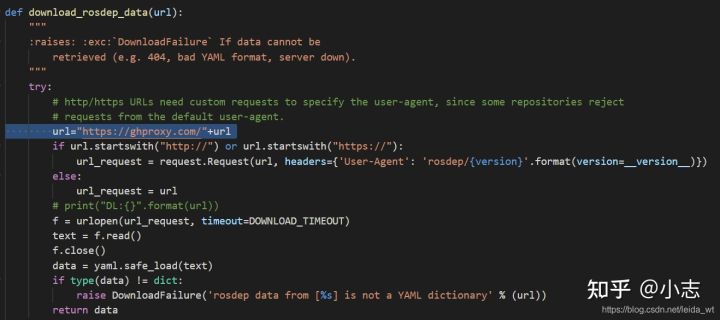 def download_rosdep_data(url):
    """
    :raises: :exc:`DownloadFailure` If data cannot be
        retrieved (e.g. 404, bad YAML format, server down).
    """
    try:
        # http/https URLs need custom requests to specify the user-agent, since some repositories reject
        # requests from the default user-agent.
        url="https://ghproxy.com/"+url
        if url.startswith("http://") or url.startswith("https://"):
            url_request = request.Request(url, headers={'User-Agent': 'rosdep/{version}'.format(version=__version__)})
        else:
            url_request = url
        # print("DL:{}".format(url))
        f = urlopen(url_request, timeout=DOWNLOAD_TIMEOUT)
        text = f.read()
        f.close()
        data = yaml.safe_load(text)
        if type(data) != dict:
            raise DownloadFailure('rosdep data from [%s] is not a YAML dictionary' % (url))
        return data
知乎 @小志
https://blog.csdn.net/leida_wt